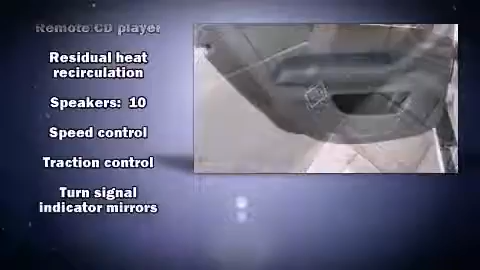 Remote CD player
Residual heat
recirculation
Speakers: 10
Speed control
Traction control
Turn signal
indicator mirrors